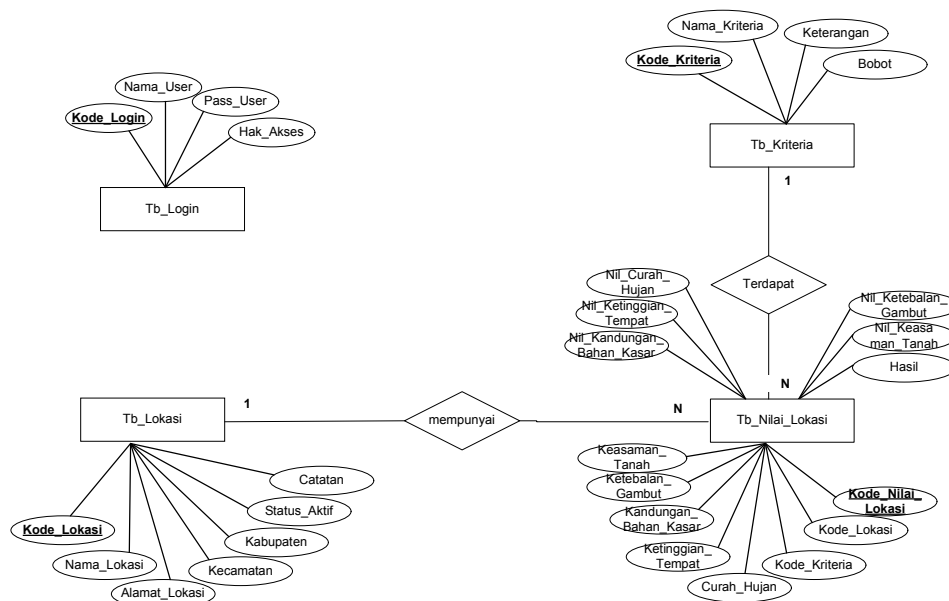 Nama_Kriteria
Keterangan
Kode_Kriteria
Bobot
Tb_Kriteria
1
Nama_User
Pass_User
Kode_Login
Hak_Akses
Tb_Login
Terdapat
Nil_Curah_
Hujan
Nil_Ketinggian_
Tempat
Nil_Kandungan_
Bahan_Kasar
Nil_Ketebalan_
Gambut
Nil_Keasa
man_Tanah
Hasil
N
Tb_Lokasi
1
mempunyai
N
Tb_Nilai_Lokasi
Catatan
Status_Aktif
Kode_Lokasi
Kabupaten
Nama_Lokasi
Kecamatan
Alamat_Lokasi
Keasaman_
Tanah
Ketebalan_
Gambut
Kandungan_
Bahan_Kasar
Ketinggian_
Tempat
Curah_Hujan
Kode_Nilai_
Lokasi
Kode_Lokasi
Kode_Kriteria